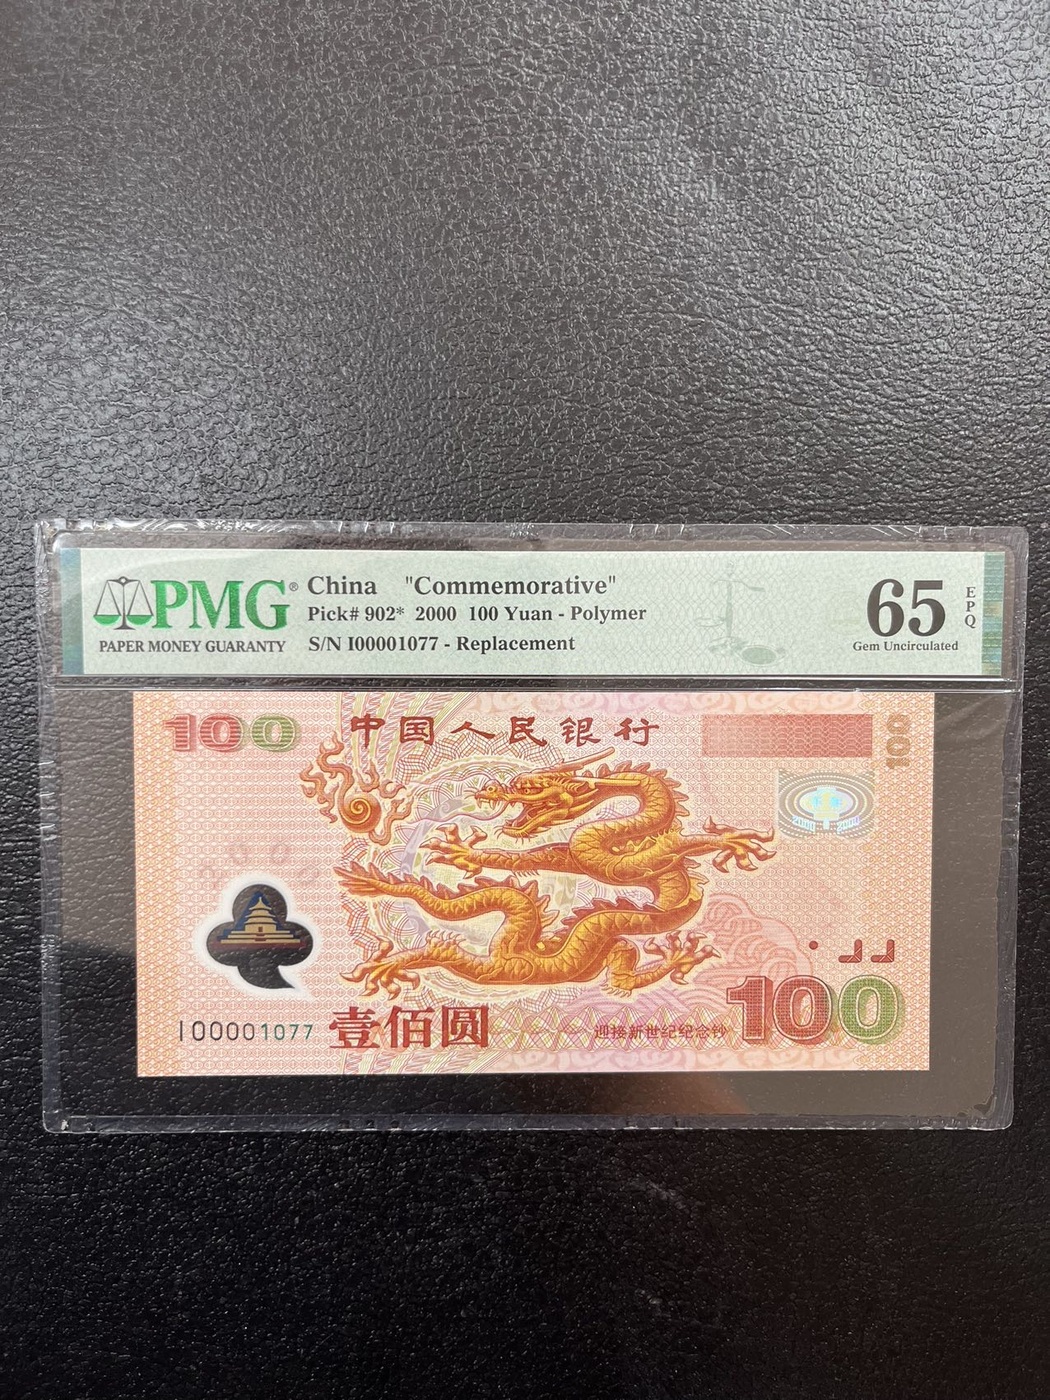 PMG®
PAPER MONEY GUARANTY
China "Commemorative"
Pick# 902* 2000 100 Yuan - Polymer
S/N I00001077 - Replacement
65
EPQ
Gem Uncirculated
100
中国人民银行
100
I00001077
壹佰圆
迎接新世纪纪念钞
100